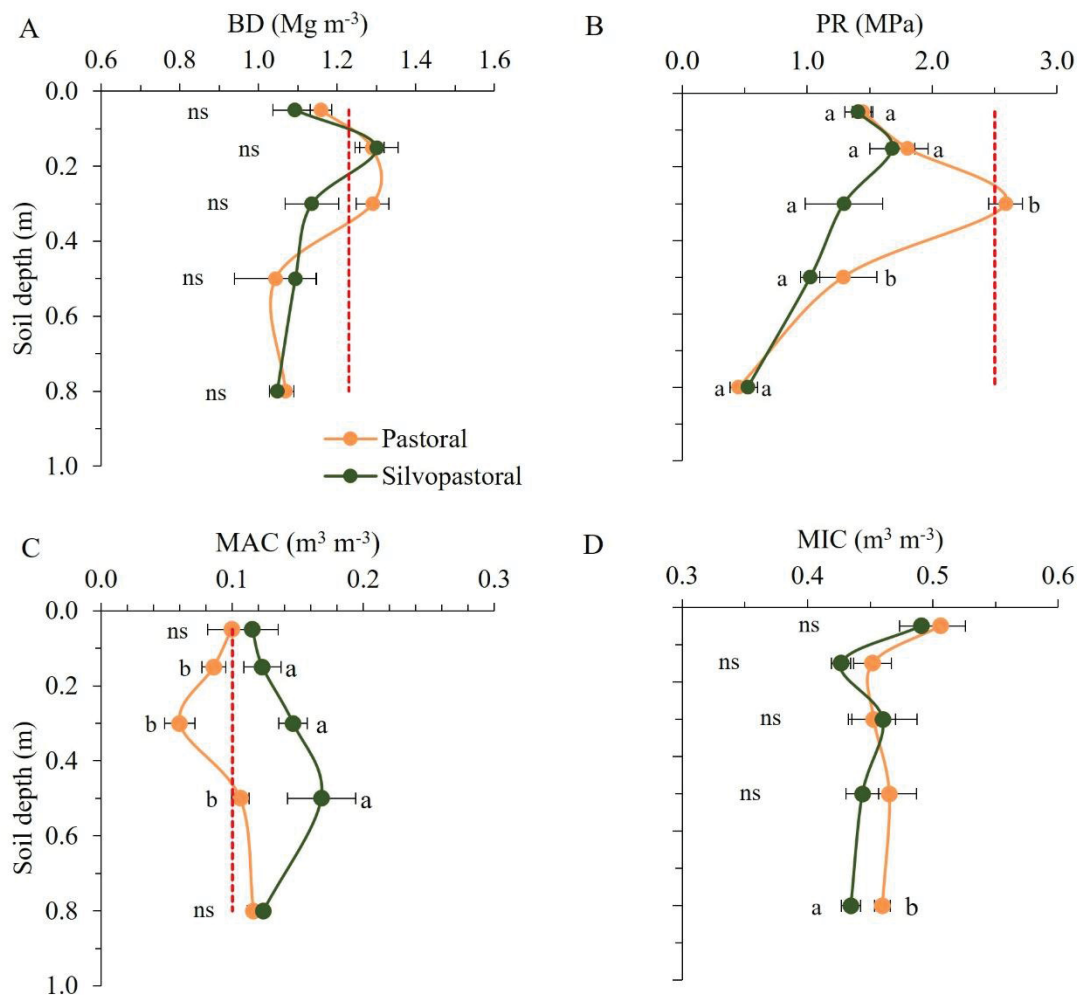 A
BD (Mg m⁻³)
0.6 0.8 1.0 1.2 1.4 1.6
Soil depth (m)
0.0
0.2
0.4
0.6
0.8
1.0
ns
ns
ns
ns
ns
Pastoral
Silvopastoral
B
PR (MPa)
0.0 1.0 2.0 3.0
a a
a a
a b
a b
a a
C
MAC (m³ m⁻³)
0.0 0.1 0.2 0.3
Soil depth (m)
0.0
0.2
0.4
0.6
0.8
1.0
ns
b a
b a
b a
ns
D
MIC (m³ m⁻³)
0.3 0.4 0.5 0.6
ns
ns
ns
ns
a b